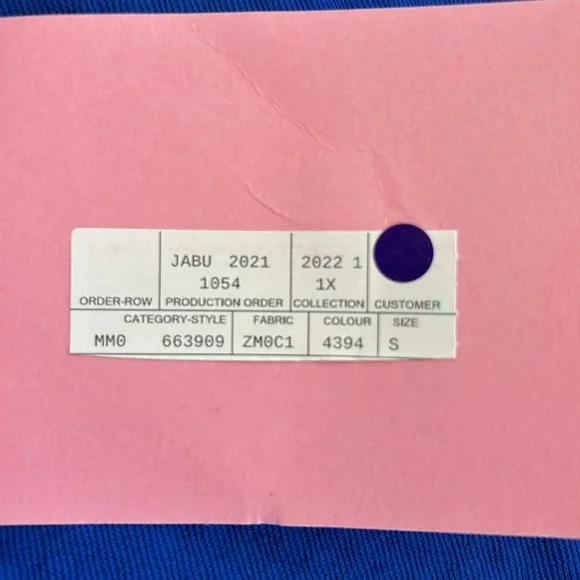 JABU 2021 2022 1
1054 1X
ORDER-ROW PRODUCTION ORDER COLLECTION CUSTOMER
CATEGORY-STYLE FABRIC COLOUR SIZE
MM0 663909 ZM0C1 4394 S